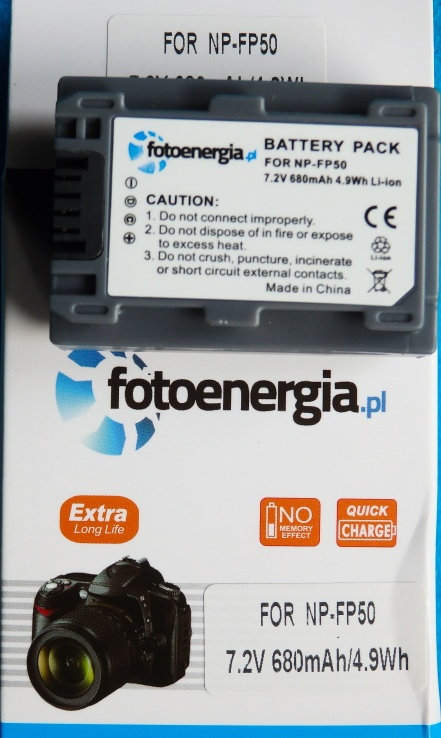 FOR NP-FP50
fotoenergia.pl
BATTERY PACK
FOR NP-FP50
7.2V 680mAh 4.9Wh Li-ion
CAUTION:
1. Do not connect improperly.
2. Do not dispose of in fire or expose
to excess heat.
3. Do not crush, puncture, incinerate
or short circuit external contacts.
Made in China
CE
Li-ion
fotoenergia.pl
Extra
Long Life
NO
MEMORY
EFFECT
QUICK
CHARGE
FOR NP-FP50
7.2V 680mAh/4.9Wh